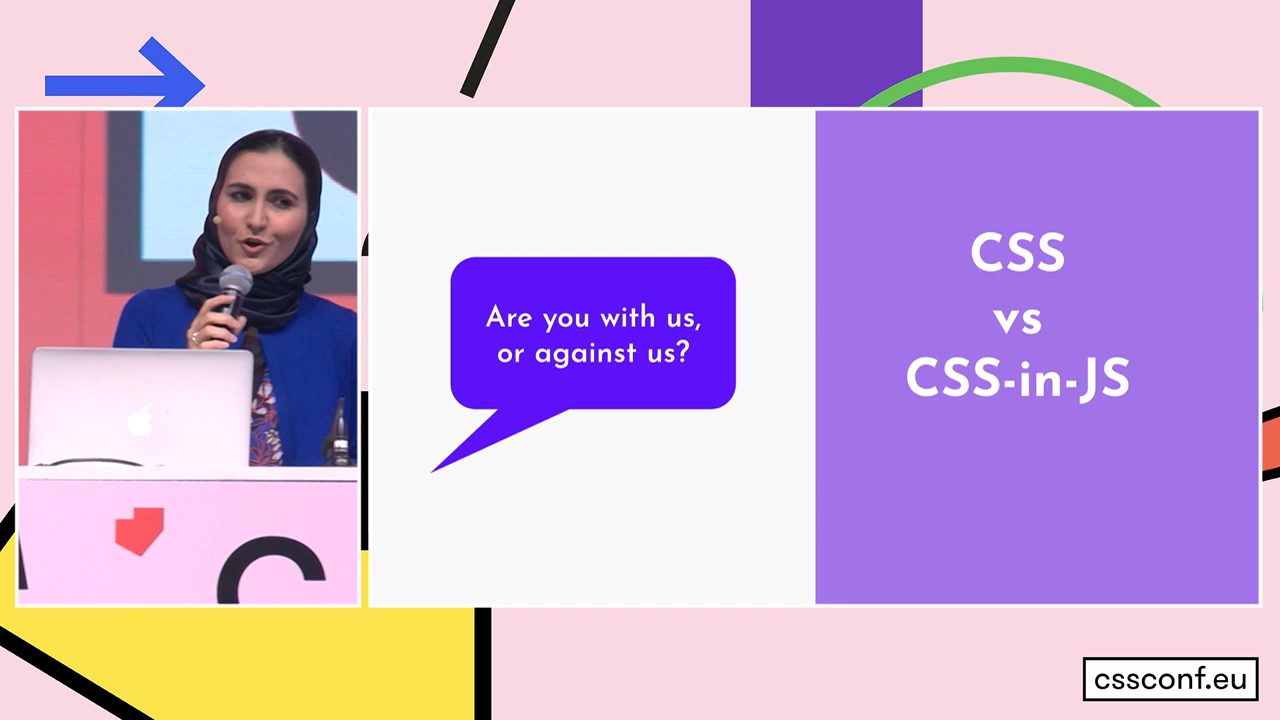 Are you with us,
or against us?
CSS
vs
CSS-in-JS
cssconf.eu